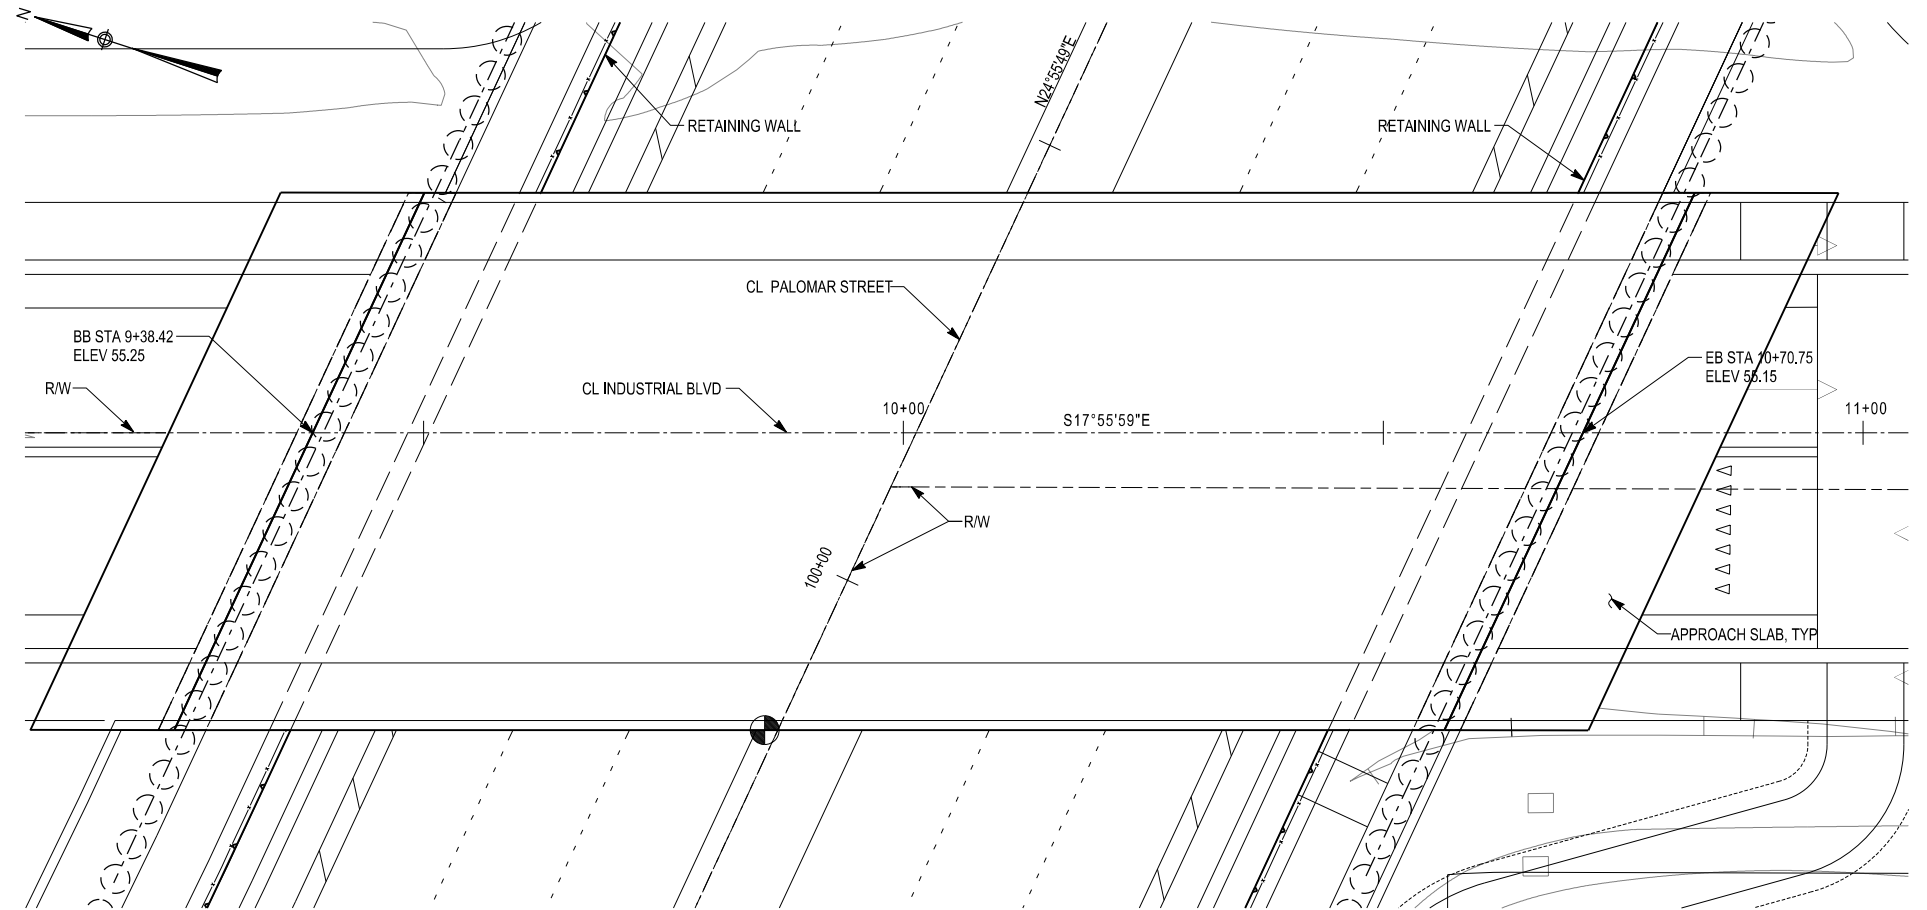 N
N24°55'49"E
RETAINING WALL
RETAINING WALL
CL PALOMAR STREET
BB STA 9+38.42
ELEV 55.25
EB STA 10+70.75
ELEV 55.15
R/W
CL INDUSTRIAL BLVD
10+00
S17°55'59"E
11+00
R/W
100+00
APPROACH SLAB, TYP